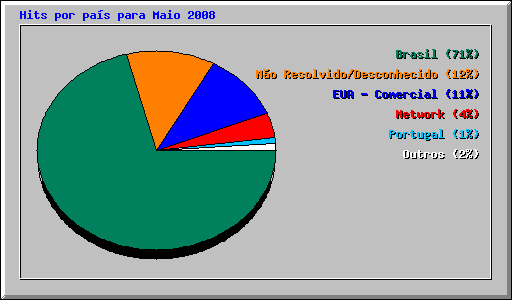 Hits por país para Maio 2008
Brasil (71%)
Não Resolvido/Desconhecido (12%)
EUA - Comercial (11%)
Network (4%)
Portugal (1%)
Outros (2%)